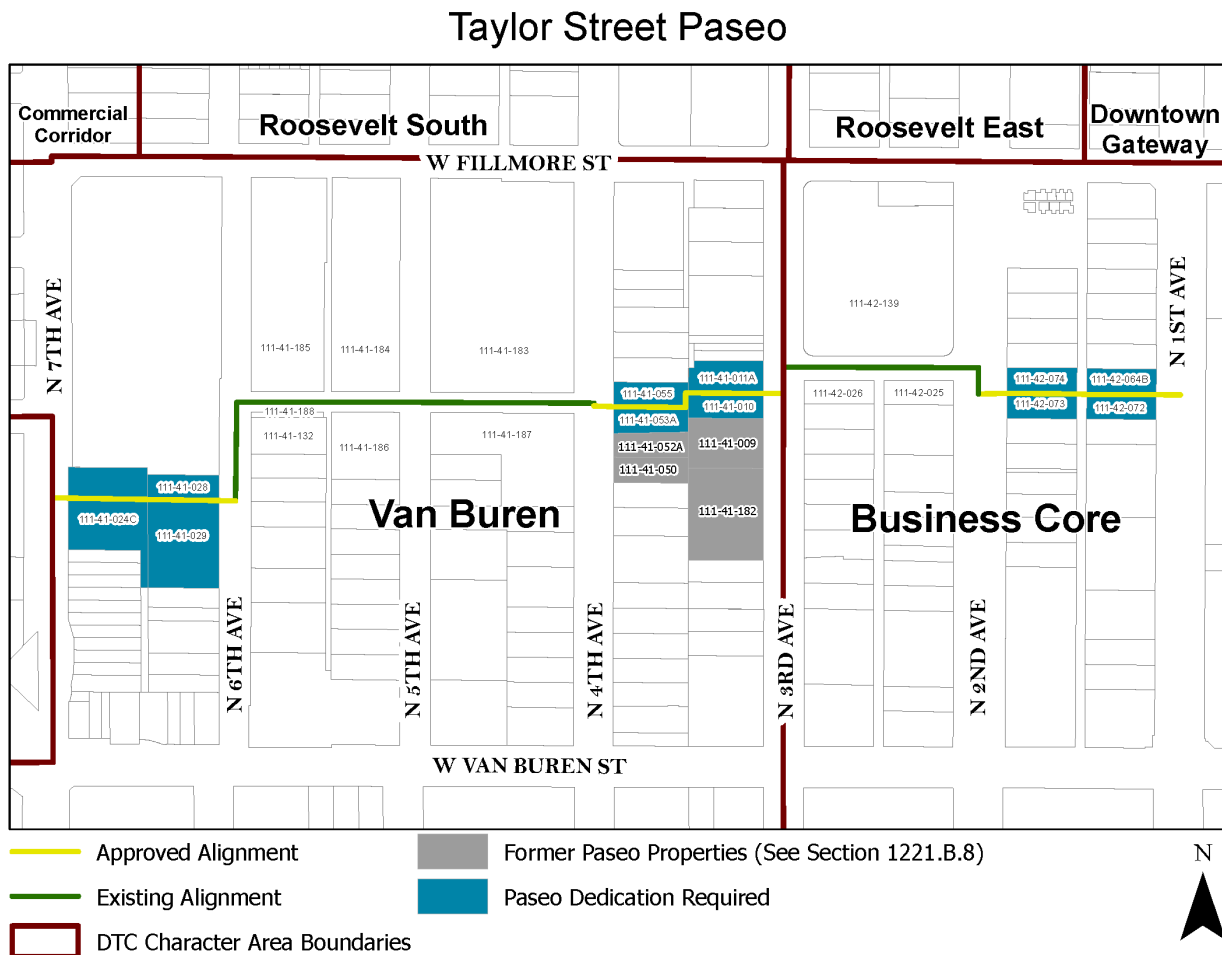 Taylor Street Paseo
Commercial
Corridor
Roosevelt South
Roosevelt East
Downtown
Gateway
W FILLMORE ST
N 7TH AVE
N 1ST AVE
111-42-139
111-41-185
111-41-184
111-41-183
111-41-011A
111-42-074
111-42-064B
111-41-055
111-42-026
111-42-025
111-41-010
111-42-073
111-42-072
111-41-188
111-41-053A
111-41-132
111-41-186
111-41-187
111-41-052A
111-41-009
111-41-050
111-41-028
111-41-024C
111-41-029
111-41-182
Van Buren
Business Core
N 6TH AVE
N 5TH AVE
N 4TH AVE
N 3RD AVE
N 2ND AVE
W VAN BUREN ST
Approved Alignment
Existing Alignment
DTC Character Area Boundaries
Former Paseo Properties (See Section 1221.B.8)
Paseo Dedication Required
N